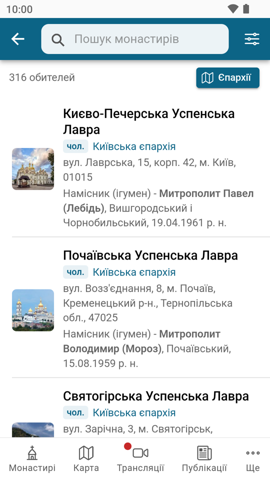 10:00
Пошук монастирів
316 обителей
Єпархії
Києво-Печерська Успенська
Лавра
чол. Київська єпархія
вул. Лаврська, 15, корп. 42, м. Київ,
01015
Намісник (ігумен) - Митрополит Павел
(Лебідь), Вишгородський і
Чорнобильський, 19.04.1961 р. н.
Почаївська Успенська Лавра
чол. Київська єпархія
вул. Возз'єднання, 8, м. Почаїв,
Кременецький р-н., Тернопільська
обл., 47025
Намісник (ігумен) - Митрополит
Володимир (Мороз), Почаївський,
15.08.1959 р. н.
Святогірська Успенська Лавра
чол. Київська єпархія
вул. Зарічна, 3, м. Святогірськ,
Монастирі
Карта
Трансляції
Публікації
Ще